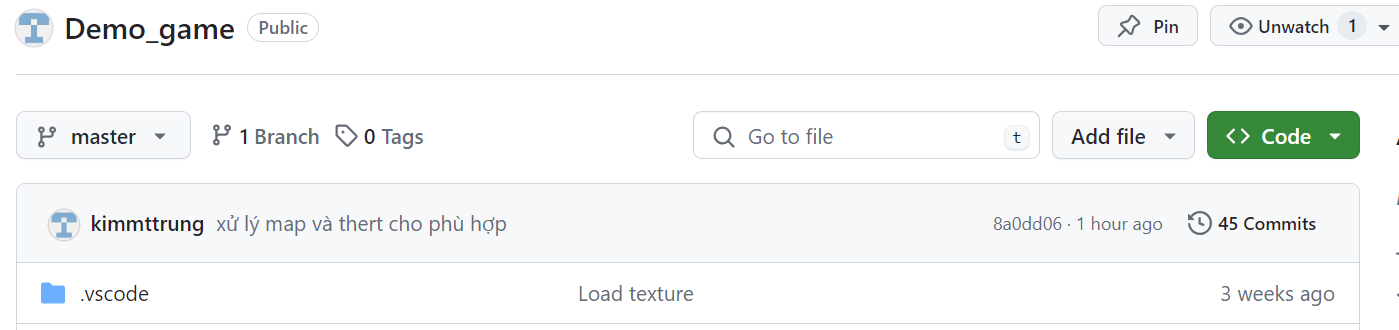 Demo_game Public Pin Unwatch 1
master 1 Branch 0 Tags Go to file t Add file Code
kimmttrung xử lý map và thert cho phù hợp 8a0dd06 · 1 hour ago 45 Commits
.vscode Load texture 3 weeks ago